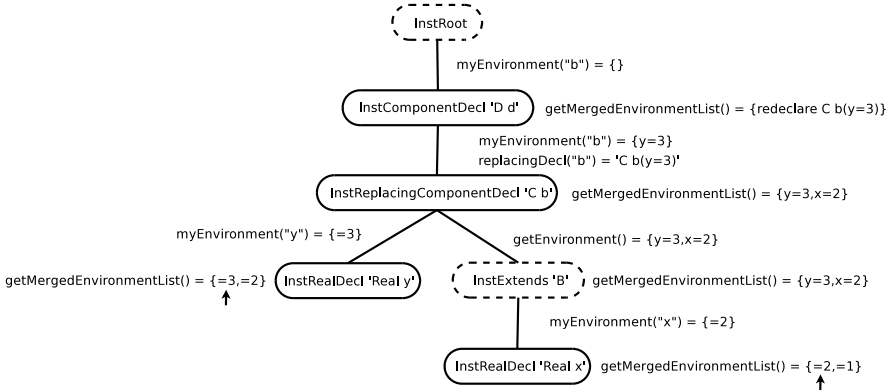 InstRoot
myEnvironment("b") = {}
InstComponentDecl 'D d'
getMergedEnvironmentList() = {redeclare C b(y=3)}
myEnvironment("b") = {y=3}
replacingDecl("b") = 'C b(y=3)'
InstReplacingComponentDecl 'C b'
getMergedEnvironmentList() = {y=3,x=2}
myEnvironment("y") = {=3}
getEnvironment() = {y=3,x=2}
getMergedEnvironmentList() = {=3,=2}
InstRealDecl 'Real y'
InstExtends 'B'
getMergedEnvironmentList() = {y=3,x=2}
myEnvironment("x") = {=2}
InstRealDecl 'Real x'
getMergedEnvironmentList() = {=2,=1}